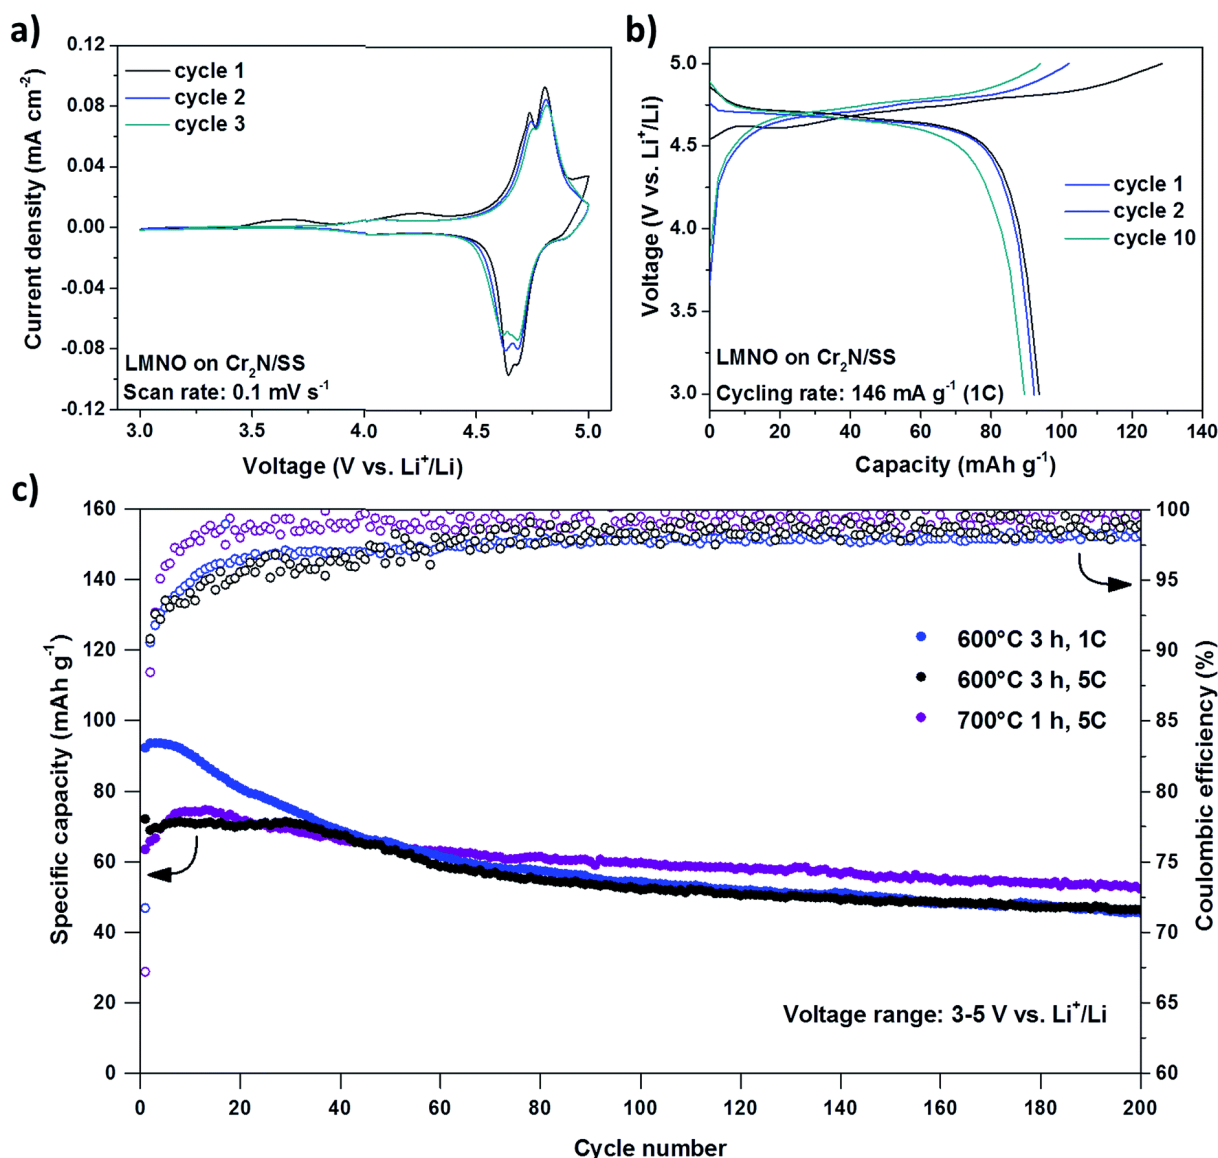 a)
0.12
0.08
0.04
0.00
-0.04
-0.08
-0.12
Current density (mA cm⁻²)
cycle 1
cycle 2
cycle 3
LMNO on Cr₂N/SS
Scan rate: 0.1 mV s⁻¹
3.0 3.5 4.0 4.5 5.0
Voltage (V vs. Li⁺/Li)
b)
5.0
4.5
4.0
3.5
3.0
Voltage (V vs. Li⁺/Li)
cycle 1
cycle 2
cycle 10
LMNO on Cr₂N/SS
Cycling rate: 146 mA g⁻¹ (1C)
0 20 40 60 80 100 120 140
Capacity (mAh g⁻¹)
c)
160
140
120
100
80
60
40
20
0
Specific capacity (mAh g⁻¹)
600°C 3 h, 1C
600°C 3 h, 5C
700°C 1 h, 5C
Voltage range: 3-5 V vs. Li⁺/Li
100
95
90
85
80
75
70
65
60
Coulombic efficiency (%)
0 20 40 60 80 100 120 140 160 180 200
Cycle number